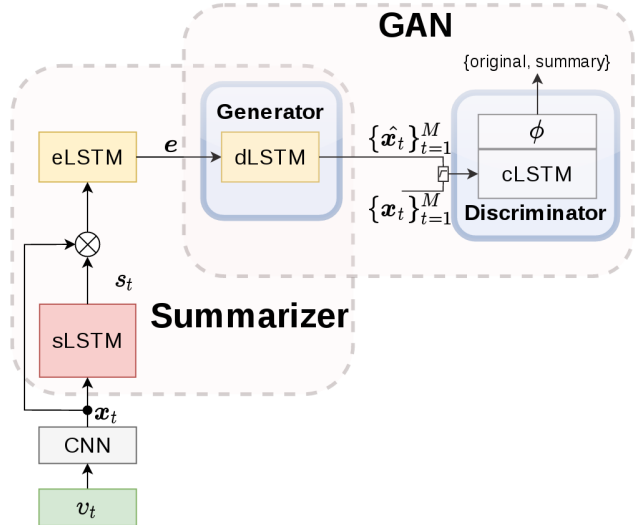 GAN
{original, summary}
Generator
ϕ
eLSTM
e
dLSTM
{x̂_t}_{t=1}^M
cLSTM
{x_t}_{t=1}^M
Discriminator
s_t
Summarizer
sLSTM
x_t
CNN
v_t